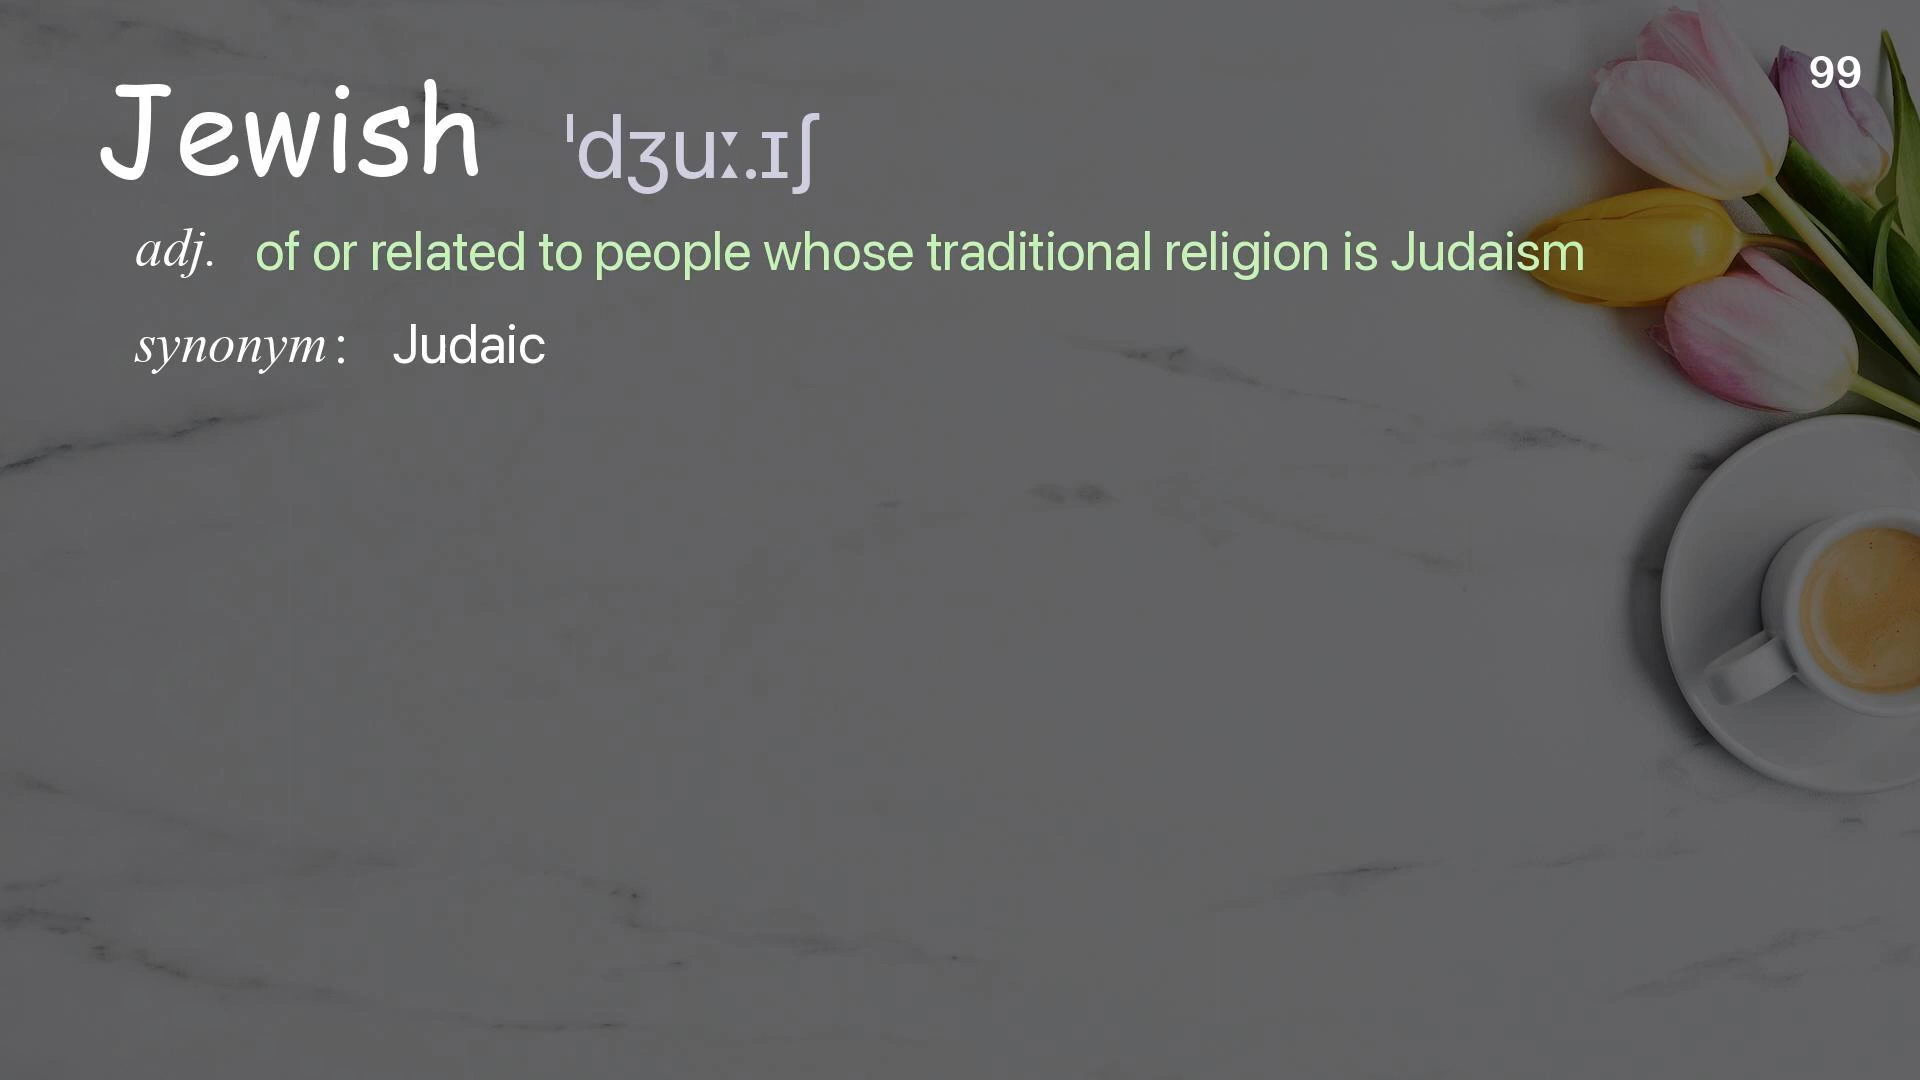 99
Jewish ˈdʒuː.ɪʃ
adj. of or related to people whose traditional religion is Judaism
synonym: Judaic